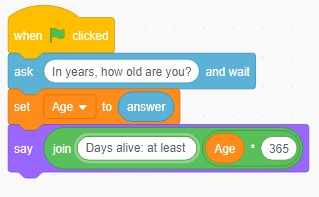 when clicked
ask In years, how old are you? and wait
set Age to answer
say join Days alive: at least Age * 365